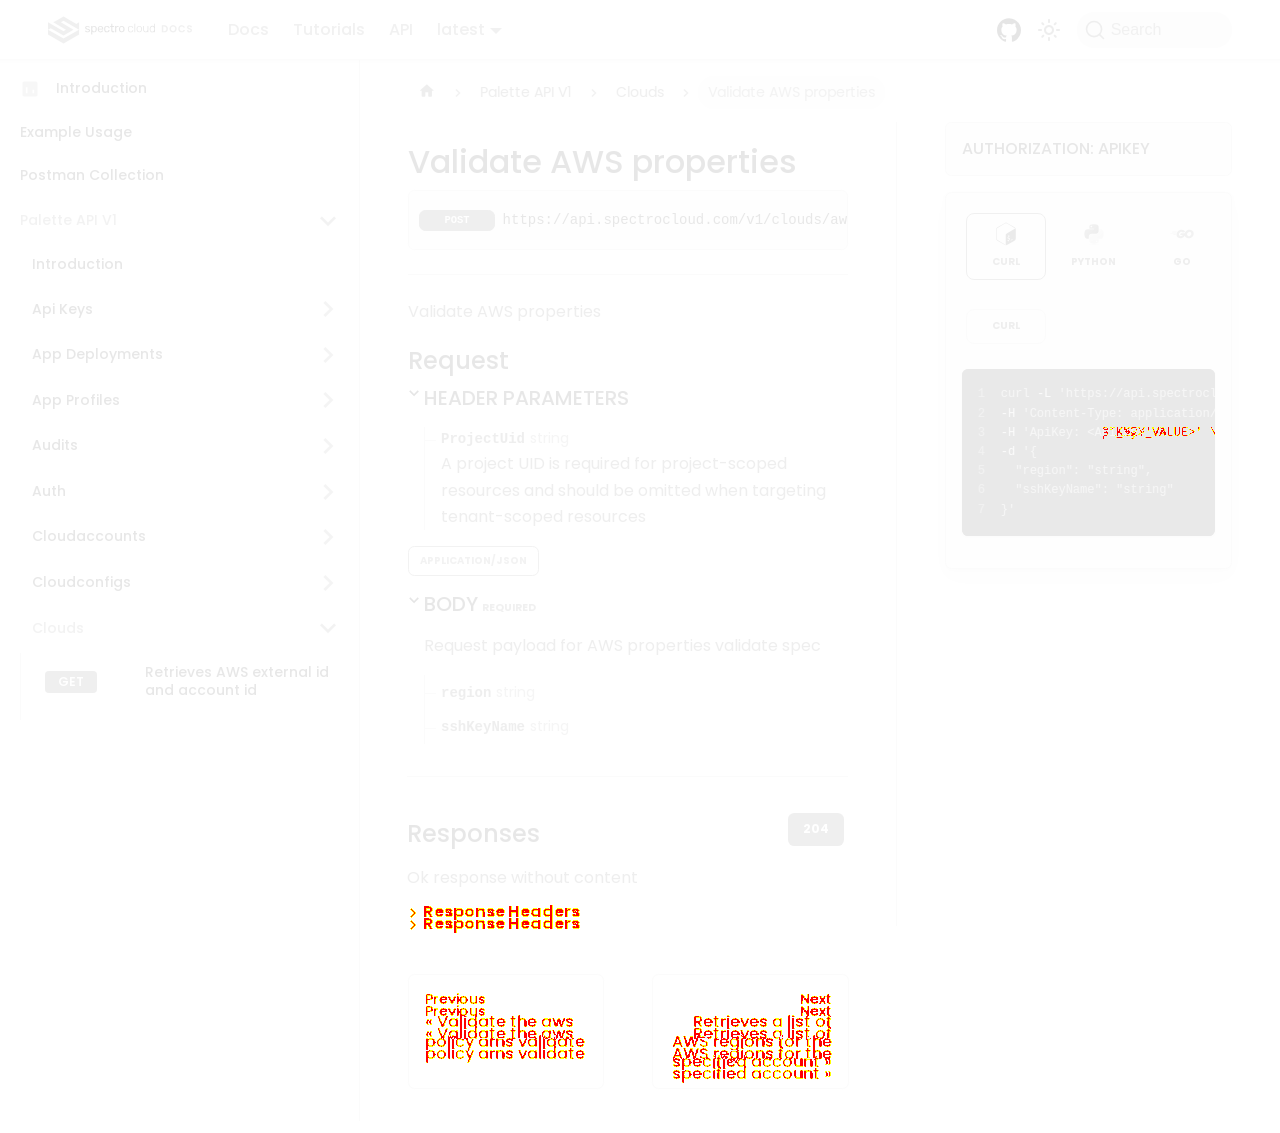 spectro cloud DOCS
Docs
Tutorials
API
latest
Search
Introduction
Example Usage
Postman Collection
Palette API V1
Introduction
Api Keys
App Deployments
App Profiles
Audits
Auth
Cloudaccounts
Cloudconfigs
Clouds
GET Retrieves AWS external id
and account id
Palette API V1
Clouds
Validate AWS properties
Validate AWS properties
POST https://api.spectrocloud.com/v1/clouds/aw
Validate AWS properties
Request
HEADER PARAMETERS
ProjectUid string
A project UID is required for project-scoped
resources and should be omitted when targeting
tenant-scoped resources
APPLICATION/JSON
BODY REQUIRED
Request payload for AWS properties validate spec
region string
sshKeyName string
Responses
204
Ok response without content
Response Headers
Response Headers
Previous
Previous
« Validate the aws
« Validate the aws
policy arns validate
policy arns validate
Next
Next
Retrieves a list of
Retrieves a list of
AWS regions for the
AWS regions for the
specified account »
specified account »
AUTHORIZATION: APIKEY
CURL
PYTHON
GO
GO
CURL
1 curl -L 'https://api.spectrocl
2 -H 'Content-Type: application/
3 -H 'ApiKey: VALUE>' \
4 -d '{
5 "region": "string",
6 "sshKeyName": "string"
7 }'